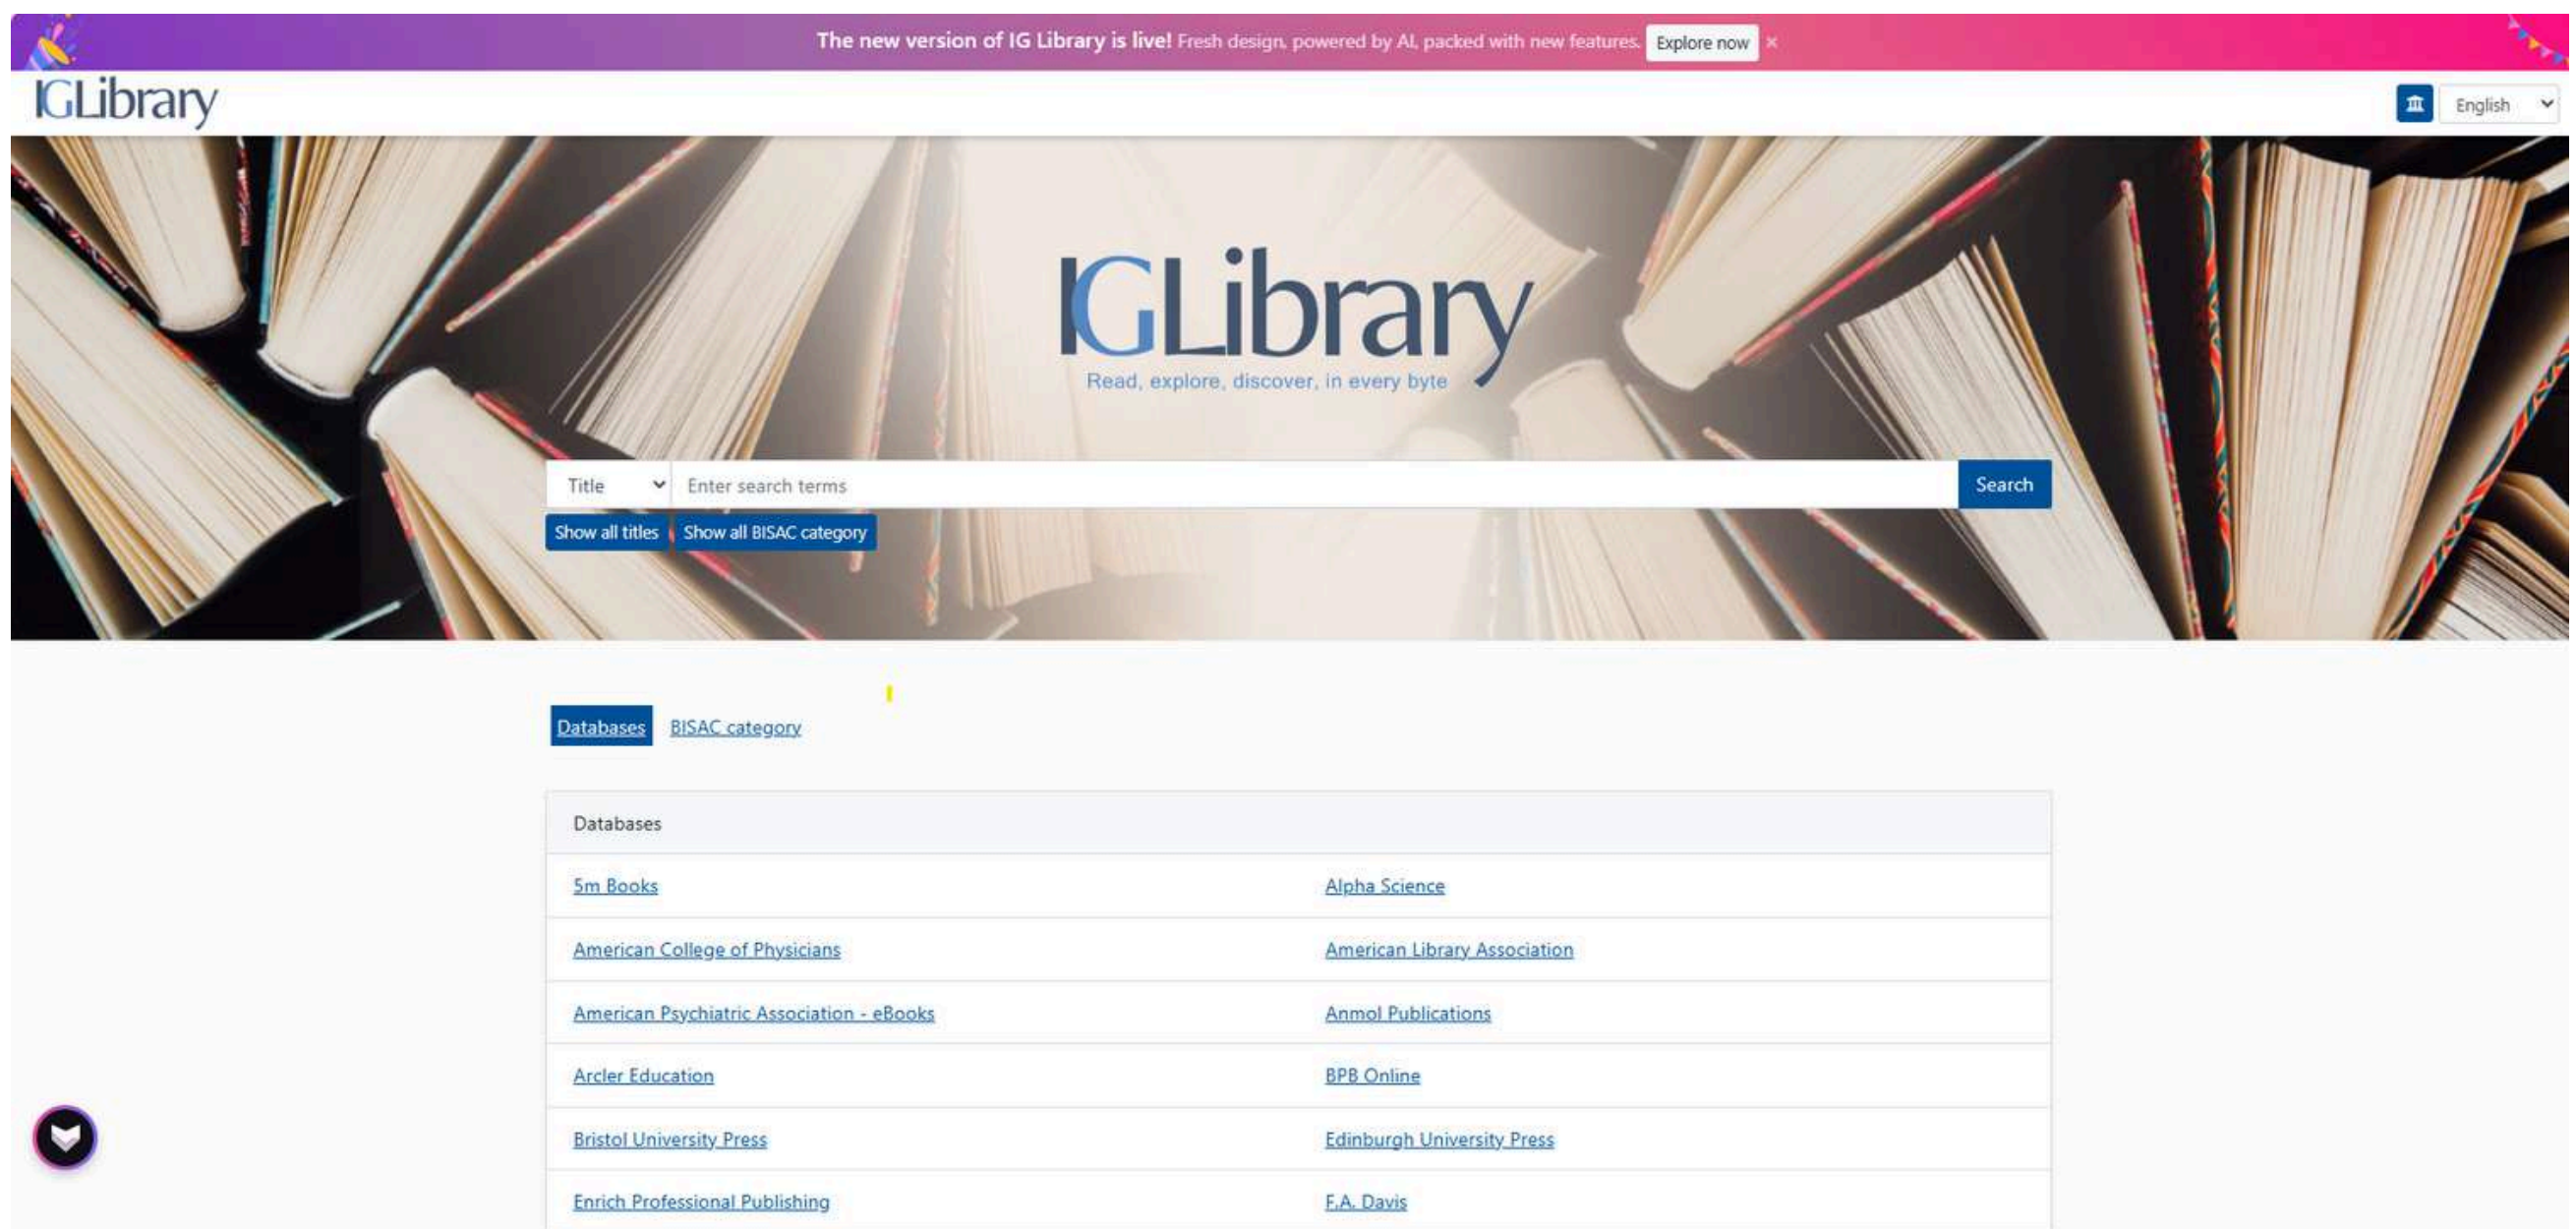 The new version of IG Library is live! Fresh design, powered by AI, packed with new features. Explore now ×
IGLibrary
English
IGLibrary
Read, explore, discover, in every byte
Title Enter search terms Search
Show all titles Show all BISAC category
Databases BISAC category
Databases
5m Books Alpha Science
American College of Physicians American Library Association
American Psychiatric Association - eBooks Anmol Publications
Arcler Education BPB Online
Bristol University Press Edinburgh University Press
Enrich Professional Publishing F.A. Davis